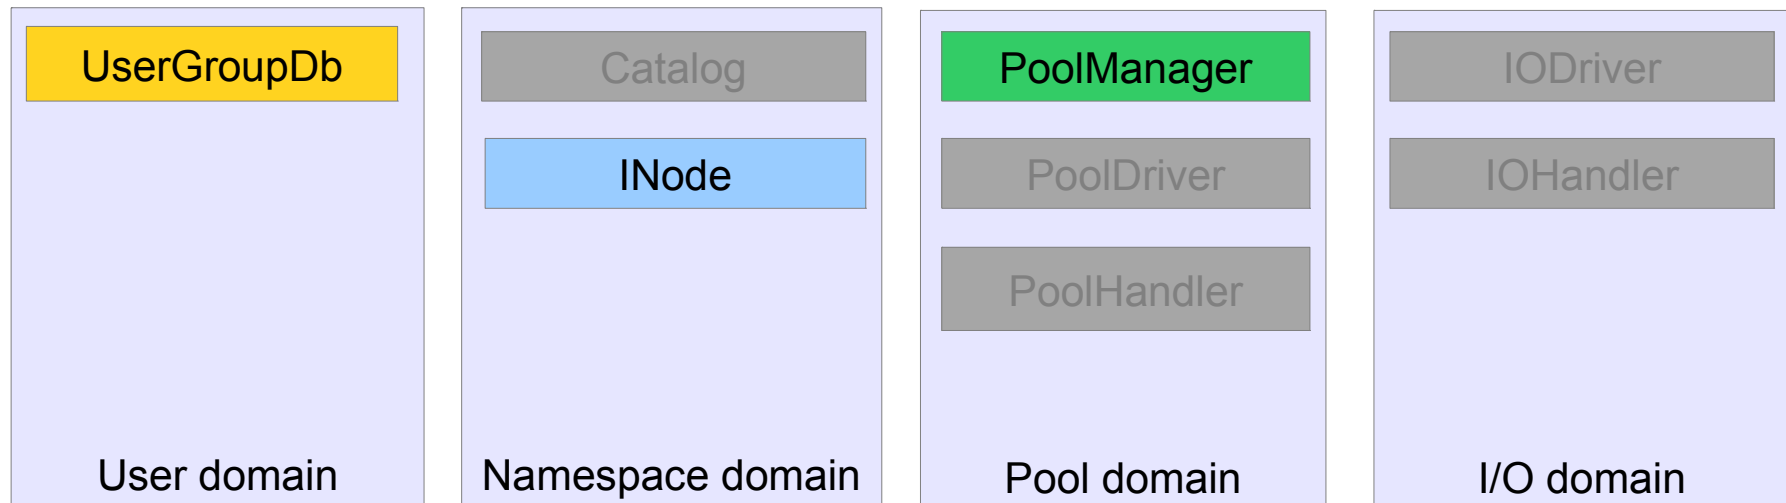 UserGroupDb
User domain
Catalog
INode
Namespace domain
PoolManager
PoolDriver
PoolHandler
Pool domain
IODriver
IOHandler
I/O domain